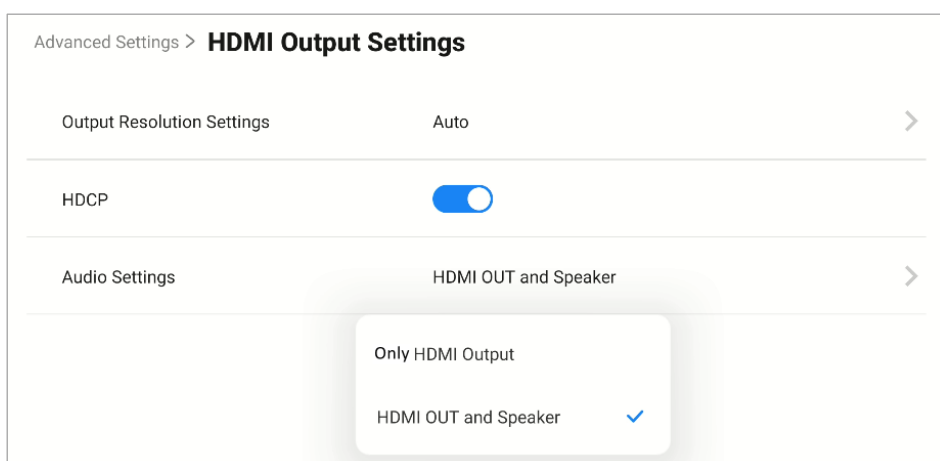 Advanced Settings > HDMI Output Settings
Output Resolution Settings Auto
HDCP
Audio Settings HDMI OUT and Speaker
Only HDMI Output
HDMI OUT and Speaker